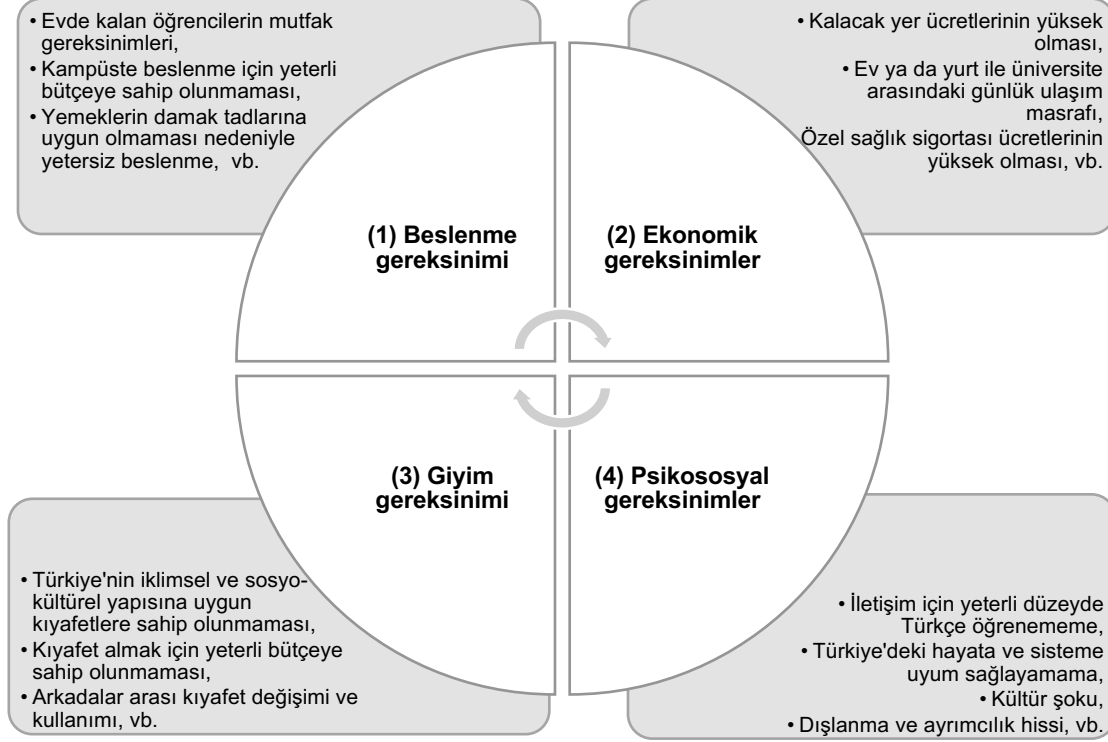 • Evde kalan öğrencilerin mutfak
gereksinimleri,
• Kampüste beslenme için yeterli
bütçeye sahip olunmaması,
• Yemeklerin damak tadlarına
uygun olmaması nedeniyle
yetersiz beslenme, vb.
• Kalacak yer ücretlerinin yüksek
olması,
• Ev ya da yurt ile üniversite
arasındaki günlük ulaşım
masrafı,
Özel sağlık sigortası ücretlerinin
yüksek olması, vb.
(1) Beslenme
gereksinimi
(2) Ekonomik
gereksinimler
(3) Giyim
gereksinimi
(4) Psikososyal
gereksinimler
• Türkiye'nin iklimsel ve sosyo-
kültürel yapısına uygun
kıyafetlere sahip olunmaması,
• Kıyafet almak için yeterli bütçeye
sahip olunmaması,
• Arkadalar arası kıyafet değişimi ve
kullanımı, vb.
• İletişim için yeterli düzeyde
Türkçe öğrenememe,
• Türkiye'deki hayata ve sisteme
uyum sağlayamama,
• Kültür şoku,
• Dışlanma ve ayrımcılık hissi, vb.